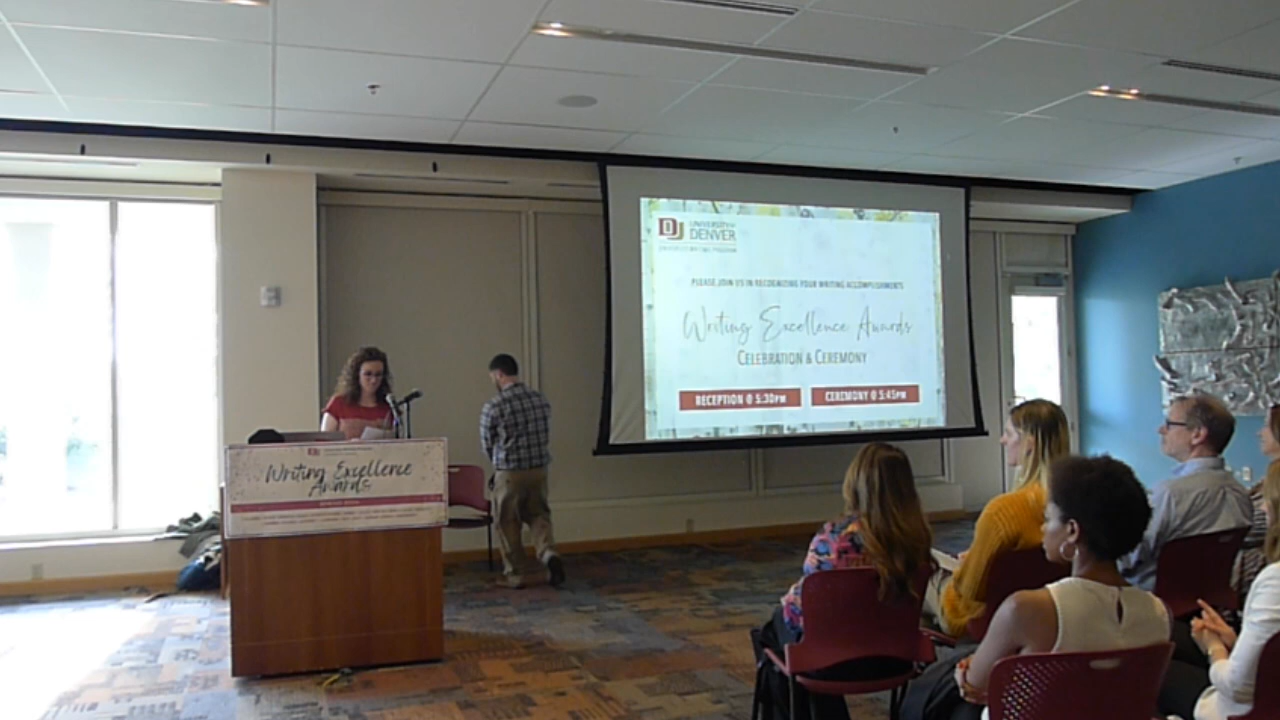 DU UNIVERSITY OF
DENVER
PLEASE JOIN US IN RECOGNIZING YOUR WRITING ACCOMPLISHMENTS
Writing Excellence Awards
CELEBRATION & CEREMONY
RECEPTION @ 5:30PM
CEREMONY @ 5:45PM
Writing Excellence
Awards